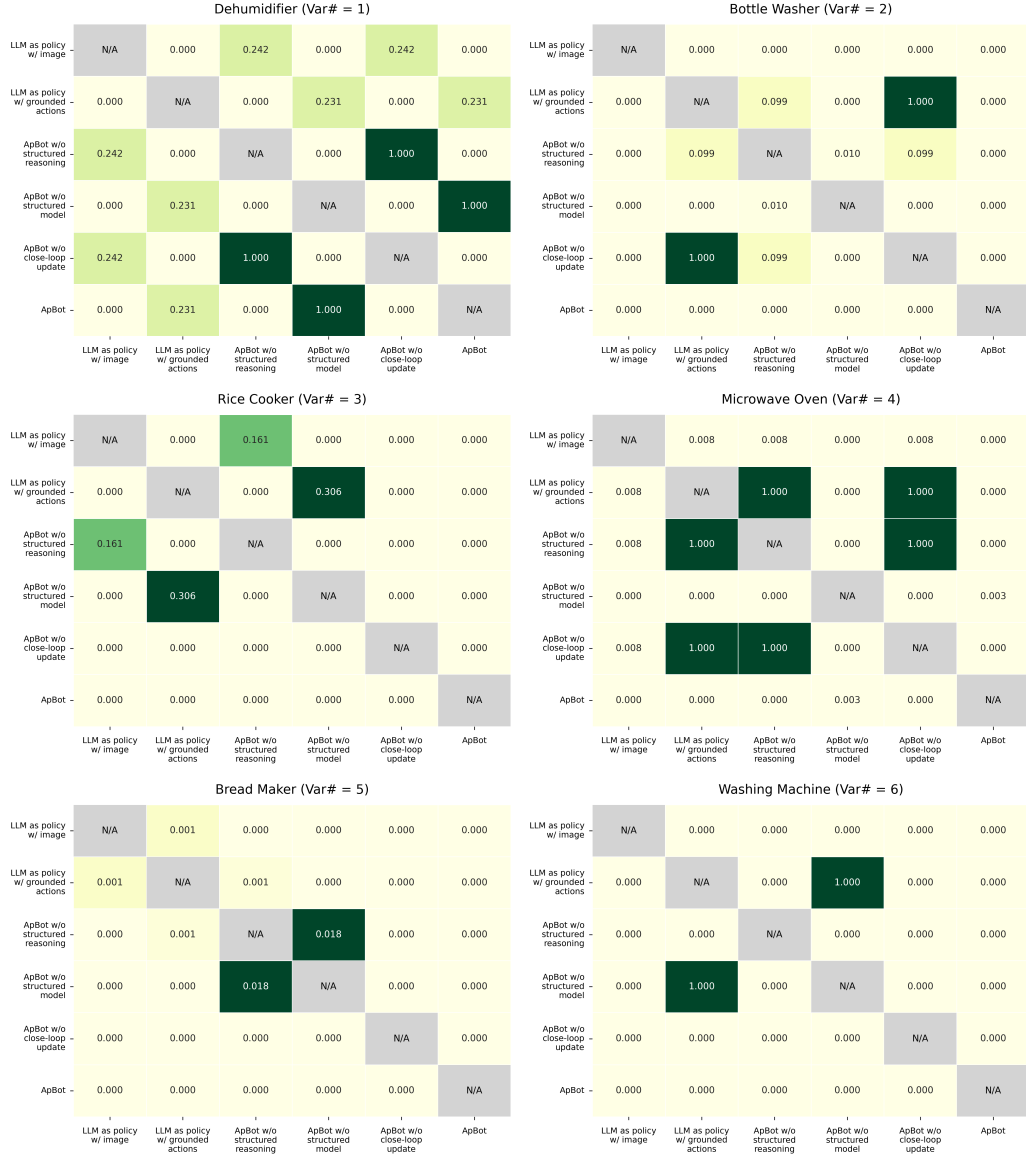 Dehumidifier (Var# = 1)
LLM as policy
w/ image
N/A 0.000 0.242 0.000 0.242 0.000
LLM as policy
w/ grounded
actions
0.000 N/A 0.000 0.231 0.000 0.231
ApBot w/o
structured
reasoning
0.242 0.000 N/A 0.000 1.000 0.000
ApBot w/o
structured
model
0.000 0.231 0.000 N/A 0.000 1.000
ApBot w/o
close-loop
update
0.242 0.000 1.000 0.000 N/A 0.000
ApBot
0.000 0.231 0.000 1.000 0.000 N/A
LLM as policy LLM as policy ApBot w/o ApBot w/o ApBot w/o ApBot
w/ image w/ grounded structured structured close-loop
actions reasoning model update
Bottle Washer (Var# = 2)
LLM as policy
w/ image
N/A 0.000 0.000 0.000 0.000 0.000
LLM as policy
w/ grounded
actions
0.000 N/A 0.099 0.000 1.000 0.000
ApBot w/o
structured
reasoning
0.000 0.099 N/A 0.010 0.099 0.000
ApBot w/o
structured
model
0.000 0.000 0.010 N/A 0.000 0.000
ApBot w/o
close-loop
update
0.000 1.000 0.099 0.000 N/A 0.000
ApBot
0.000 0.000 0.000 0.000 0.000 N/A
LLM as policy LLM as policy ApBot w/o ApBot w/o ApBot w/o ApBot
w/ image w/ grounded structured structured close-loop
actions reasoning model update
Rice Cooker (Var# = 3)
LLM as policy
w/ image
N/A 0.000 0.161 0.000 0.000 0.000
LLM as policy
w/ grounded
actions
0.000 N/A 0.000 0.306 0.000 0.000
ApBot w/o
structured
reasoning
0.161 0.000 N/A 0.000 0.000 0.000
ApBot w/o
structured
model
0.000 0.306 0.000 N/A 0.000 0.000
ApBot w/o
close-loop
update
0.000 0.000 0.000 0.000 N/A 0.000
ApBot
0.000 0.000 0.000 0.000 0.000 N/A
LLM as policy LLM as policy ApBot w/o ApBot w/o ApBot w/o ApBot
w/ image w/ grounded structured structured close-loop
actions reasoning model update
Microwave Oven (Var# = 4)
LLM as policy
w/ image
N/A 0.008 0.008 0.000 0.008 0.000
LLM as policy
w/ grounded
actions
0.008 N/A 1.000 0.000 1.000 0.000
ApBot w/o
structured
reasoning
0.008 1.000 N/A 0.000 1.000 0.000
ApBot w/o
structured
model
0.000 0.000 0.000 N/A 0.000 0.003
ApBot w/o
close-loop
update
0.008 1.000 1.000 0.000 N/A 0.000
ApBot
0.000 0.000 0.000 0.003 0.000 N/A
LLM as policy LLM as policy ApBot w/o ApBot w/o ApBot w/o ApBot
w/ image w/ grounded structured structured close-loop
actions reasoning model update
Bread Maker (Var# = 5)
LLM as policy
w/ image
N/A 0.001 0.000 0.000 0.000 0.000
LLM as policy
w/ grounded
actions
0.001 N/A 0.001 0.000 0.000 0.000
ApBot w/o
structured
reasoning
0.000 0.001 N/A 0.018 0.000 0.000
ApBot w/o
structured
model
0.000 0.000 0.018 N/A 0.000 0.000
ApBot w/o
close-loop
update
0.000 0.000 0.000 0.000 N/A 0.000
ApBot
0.000 0.000 0.000 0.000 0.000 N/A
LLM as policy LLM as policy ApBot w/o ApBot w/o ApBot w/o ApBot
w/ image w/ grounded structured structured close-loop
actions reasoning model update
Washing Machine (Var# = 6)
LLM as policy
w/ image
N/A 0.000 0.000 0.000 0.000 0.000
LLM as policy
w/ grounded
actions
0.000 N/A 0.000 1.000 0.000 0.000
ApBot w/o
structured
reasoning
0.000 0.000 N/A 0.000 0.000 0.000
ApBot w/o
structured
model
0.000 1.000 0.000 N/A 0.000 0.000
ApBot w/o
close-loop
update
0.000 0.000 0.000 0.000 N/A 0.000
ApBot
0.000 0.000 0.000 0.000 0.000 N/A
LLM as policy LLM as policy ApBot w/o ApBot w/o ApBot w/o ApBot
w/ image w/ grounded structured structured close-loop
actions reasoning model update